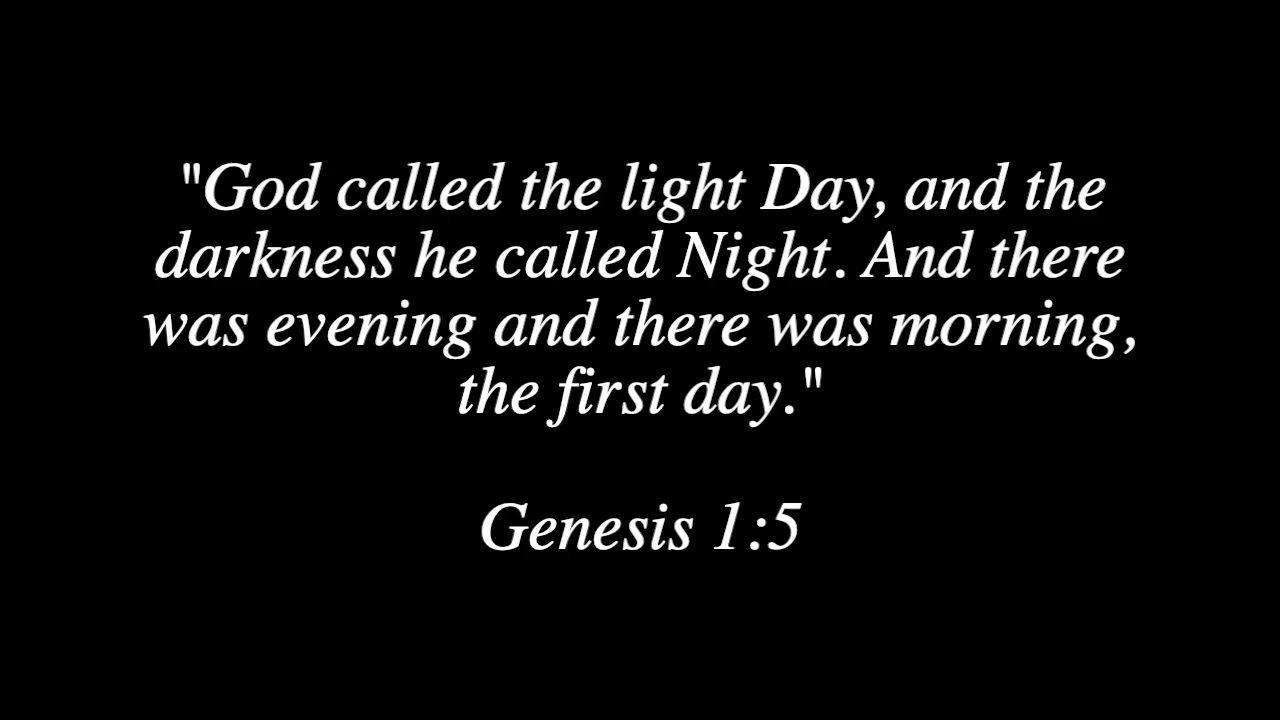 "God called the light Day, and the
darkness he called Night. And there
was evening and there was morning,
the first day."
Genesis 1:5